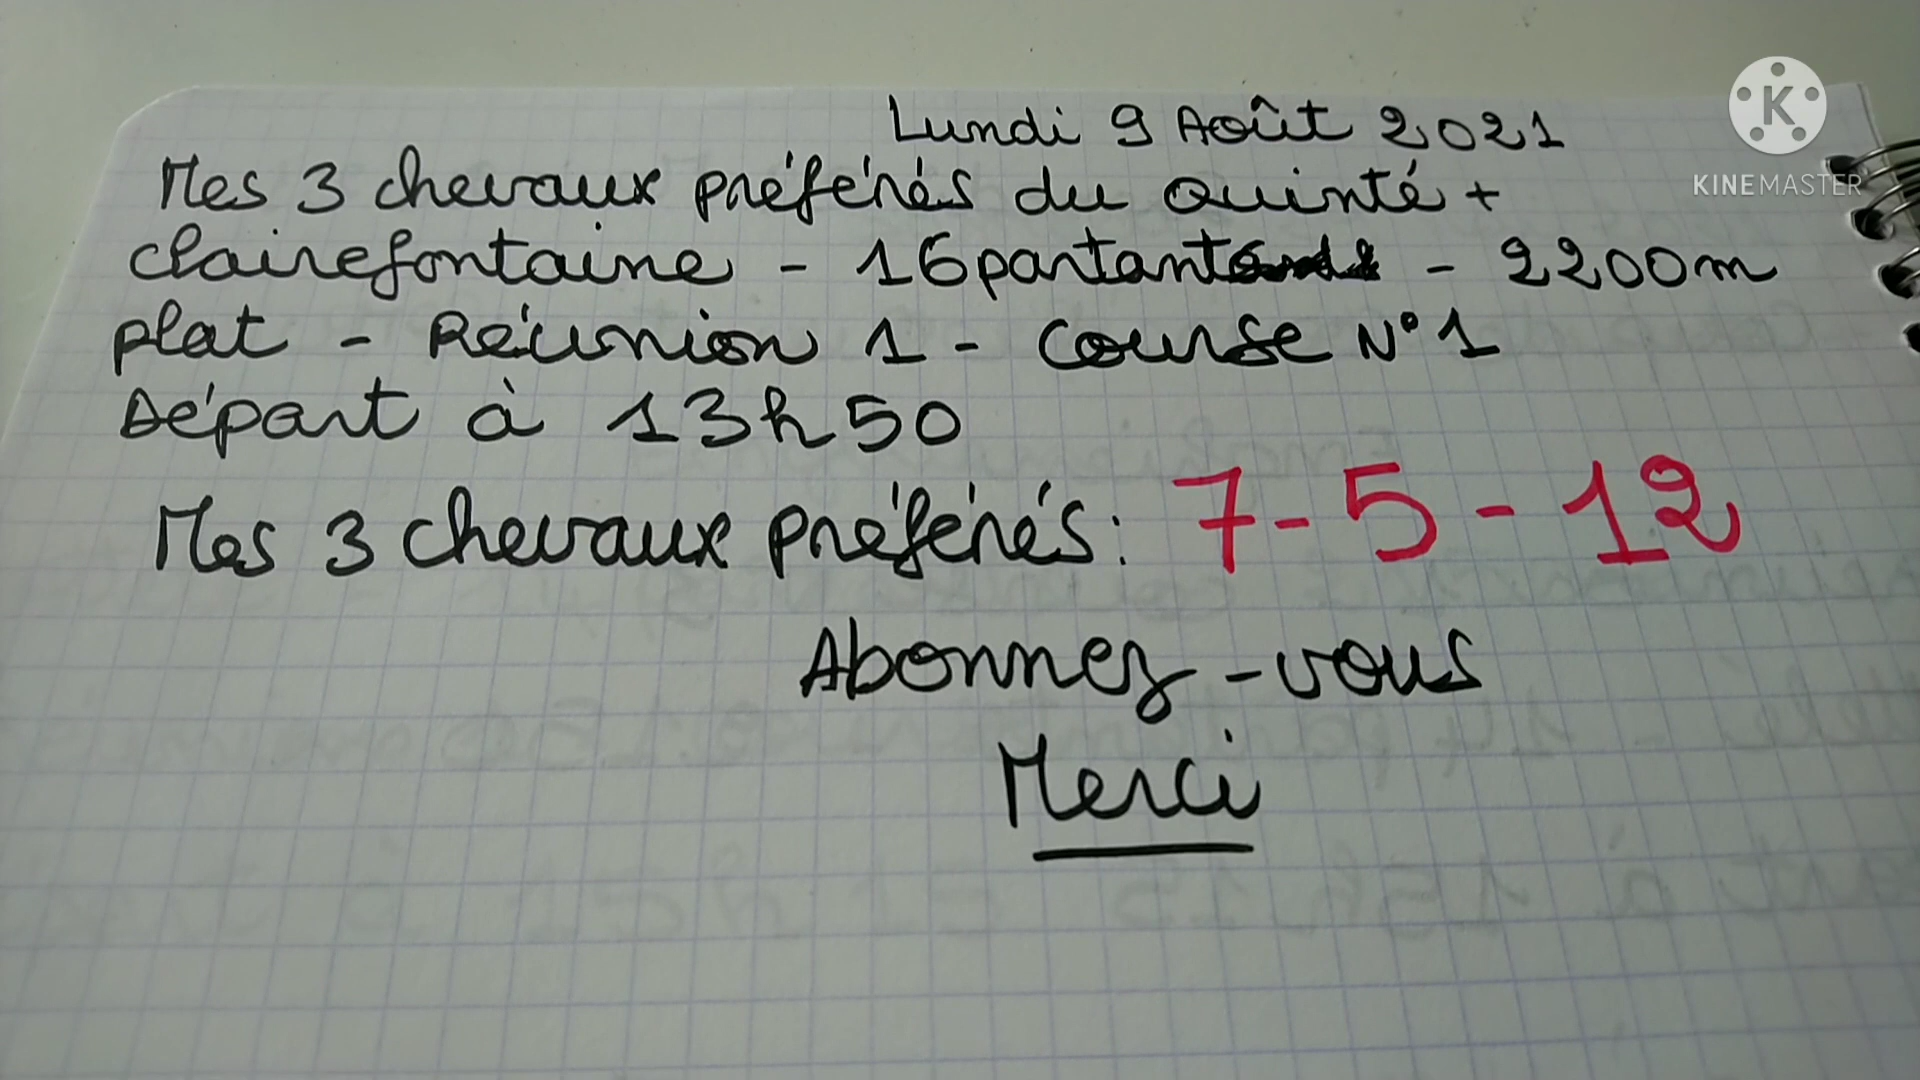 Lundi 9 Août 2021
KINEMASTER
Mes 3 chevaux préférés du Quinté +
Clairefontaine - 16 partants - 2200m
Plat - Réunion 1 - Course N°1
Départ à 13h50
Mes 3 chevaux préférés : 7 - 5 - 12
Abonnez-vous
Merci